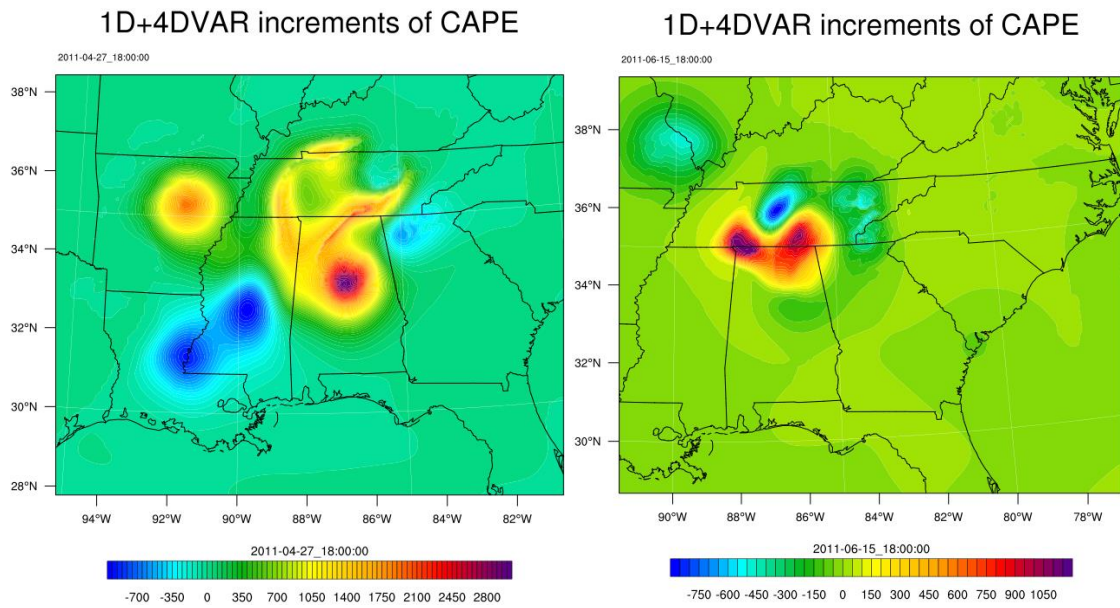 1D+4DVAR increments of CAPE
2011-04-27_18:00:00
38°N
36°N
34°N
32°N
30°N
28°N
94°W 92°W 90°W 88°W 86°W 84°W 82°W
2011-04-27_18:00:00
-700 -350 0 350 700 1050 1400 1750 2100 2450 2800
1D+4DVAR increments of CAPE
2011-06-15_18:00:00
38°N
36°N
34°N
32°N
30°N
90°W 88°W 86°W 84°W 82°W 80°W 78°W
2011-06-15_18:00:00
-750 -600 -450 -300 -150 0 150 300 450 600 750 900 1050